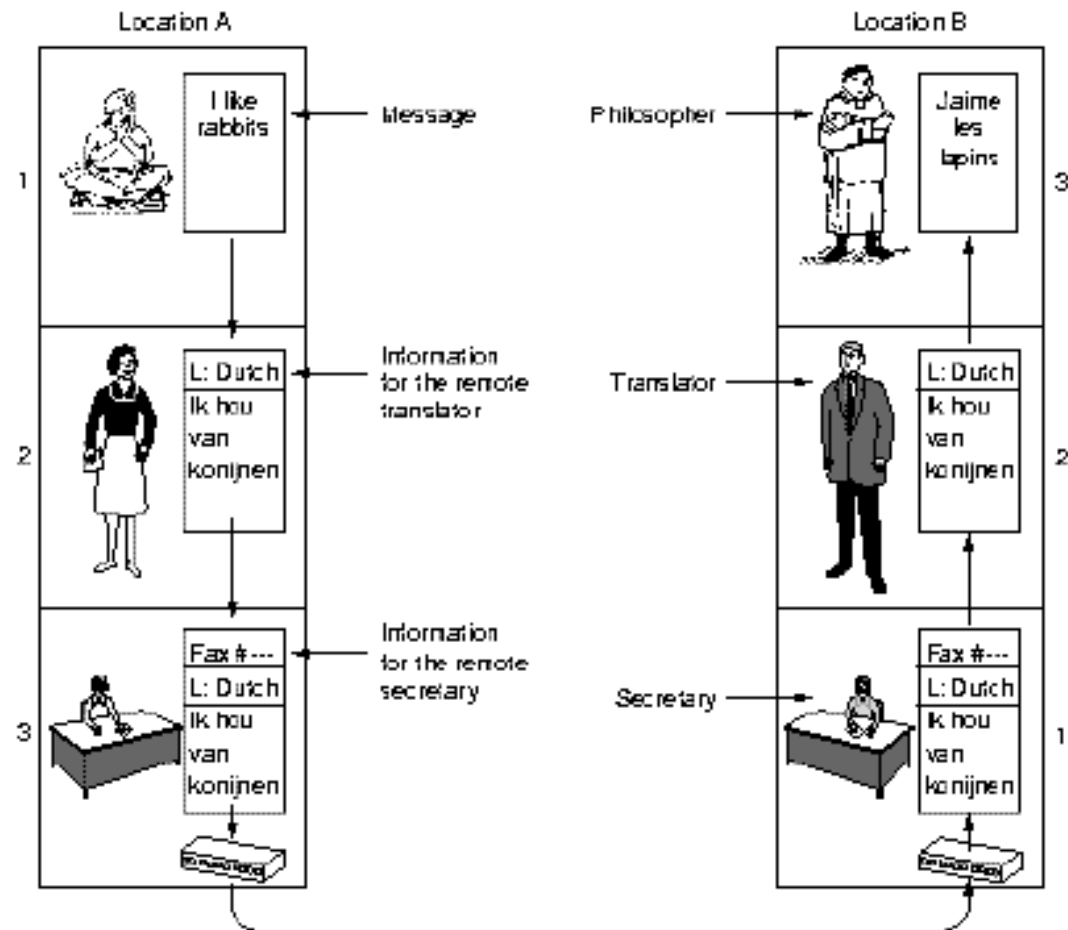 Location A
I like
rabbits
Message
1
L: Dutch
Ik hou
van
konijnen
Information
for the remote
translator
2
Fax #---
L: Dutch
Ik hou
van
konijnen
Information
for the remote
secretary
3
Location B
Philosopher
J'aime
les
lapins
3
Translator
L: Dutch
Ik hou
van
konijnen
2
Secretary
Fax #---
L: Dutch
Ik hou
van
konijnen
1